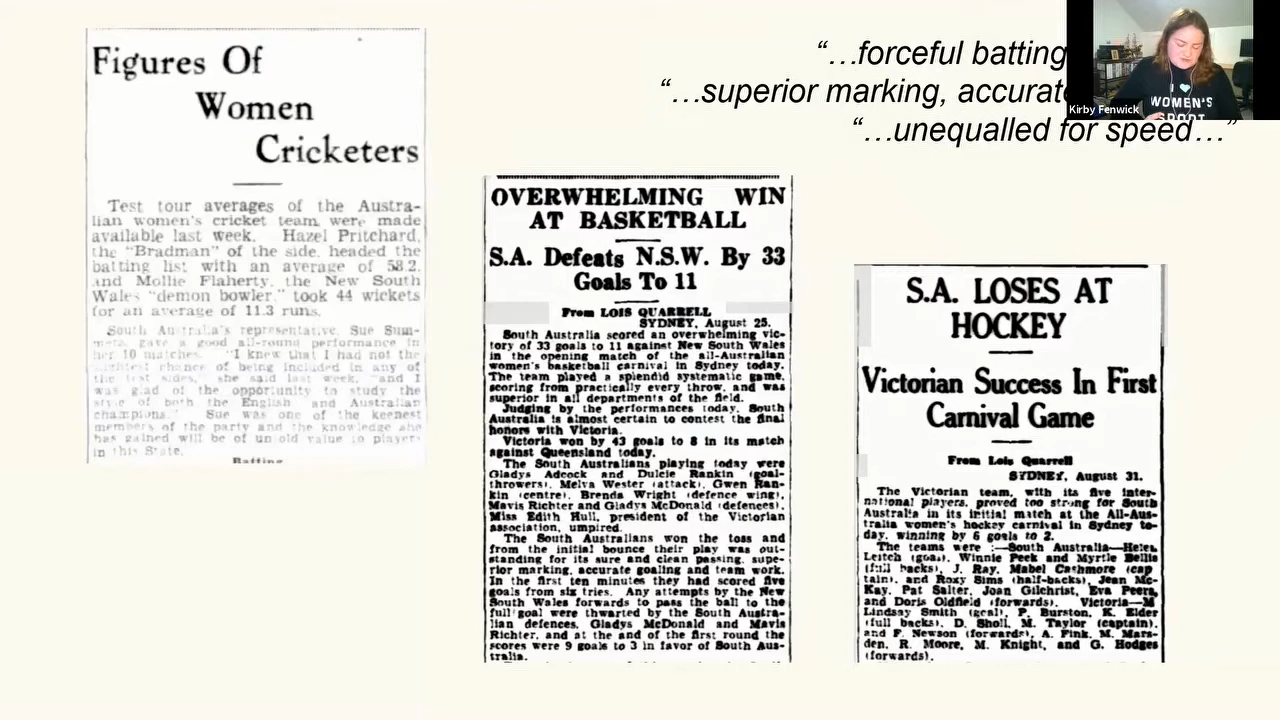 Figures Of
Women
Cricketers
Test tour averages of the Austra-
lian women's cricket team were made
available last week. Hazel Pritchard,
the "Bradman" of the side, headed the
batting list with an average of 58.2,
and Mollie Flaherty, the New South
Wales "demon bowler," took 44 wickets
for an average of 11.3 runs.
South Australia's representative, Sue Sum-
mers, gave a good all-round performance in
her 10 matches. "I knew that I had not the
slightest chance of being included in any of
the test sides," she said last week, "and I
was glad of the opportunity to study the
style of both the English and Australian
champions." Sue was one of the keenest
members of the party and the knowledge she
has gained will be of untold value to players
in this State.
Batting
OVERWHELMING WIN
AT BASKETBALL
S.A. Defeats N.S.W. By 33
Goals To 11
From LOIS QUARRELL
SYDNEY, August 25.
South Australia scored an overwhelming vic-
tory of 33 goals to 11 against New South Wales
in the opening match of the all-Australian
women's basketball carnival in Sydney today.
The team played a splendid systematic game,
scoring from practically every throw, and was
superior in all departments of the field.
Judging by the performances today, South
Australia is almost certain to contest the final
honors with Victoria.
Victoria won by 43 goals to 8 in its match
against Queensland today.
The South Australians playing today were
Gladys Adcock and Dulcie Rankin (goal-
throwers), Melva Wester (attack), Gwen Ran-
kin (centre), Brenda Wright (defence wing),
Mavis Richter and Gladys McDonald (defences).
Miss Edith Hull, president of the Victorian
association, umpired.
The South Australians won the toss and
from the initial bounce their play was out-
standing for its sure and clean passing, supe-
rior marking, accurate goaling and team work.
In the first ten minutes they had scored five
goals from six tries. Any attempts by the New
South Wales forwards to pass the ball to the
full goal were thwarted by the South Austra-
lian defences, Gladys McDonald and Mavis
Richter, and at the end of the first round the
scores were 9 goals to 3 in favor of South Aus-
tralia.
"…forceful batting
"…superior marking, accurate
"…unequalled for speed…"
Kirby Fenwick
I
WOMEN'S
SPORT
S.A. LOSES AT
HOCKEY
Victorian Success In First
Carnival Game
From Lois Quarrell
SYDNEY, August 31.
The Victorian team, with its five inter-
national players, proved too strong for South
Australia in its initial match at the All-Aus-
tralia women's hockey carnival in Sydney to-
day, winning by 6 goals to 2.
The teams were :—South Australia—Helen
Leitch (goal), Winnie Peek and Myrtle Bellis
(full backs), J. Ray, Mabel Cashmore (cap
tain), and Roxy Sims (half-backs), Jean Mc-
Kay, Pat Salter, Joan Gilchrist, Eva Peers,
and Doris Oldfield (forwards). Victoria—M
Lindsay Smith (goal), P. Burston, K. Elder
(full backs), D. Sholl, M. Taylor (captain),
and F. Newson (forwards), A. Fink, M. Mars-
den, R. Moore, M. Knight, and G. Hodges
(forwards).